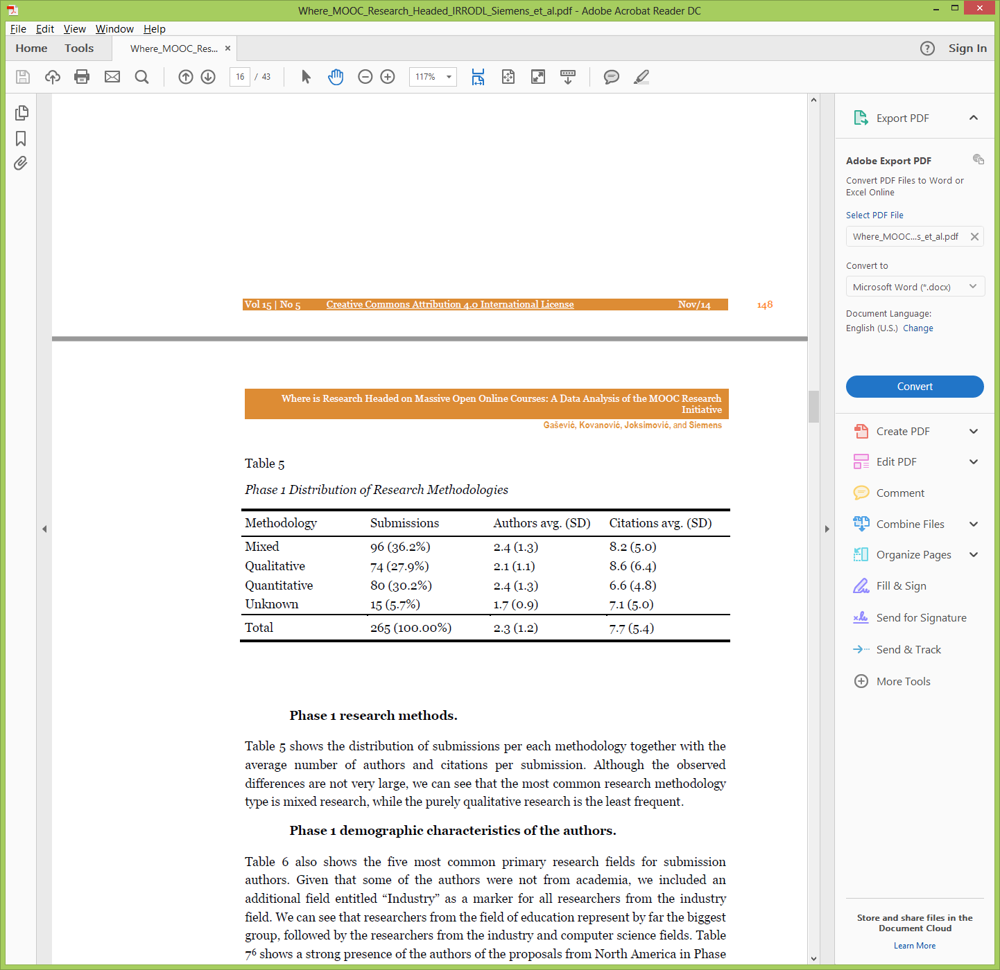 Where_MOOC_Research_Headed_IRRODL_Siemens_et_al.pdf - Adobe Acrobat Reader DC
File Edit View Window Help
Home Tools Where_MOOC_Res... × Sign In
16 / 43 117%
Export PDF
Adobe Export PDF
Convert PDF Files to Word or
Excel Online
Select PDF File
Where_MOOC...s_et_al.pdf
Convert to
Microsoft Word (*.docx)
Document Language:
English (U.S.) Change
Convert
Create PDF
Edit PDF
Comment
Combine Files
Organize Pages
Fill & Sign
Send for Signature
Send & Track
More Tools
Store and share files in the
Document Cloud
Learn More
Vol 15 | No 5 Creative Commons Attribution 4.0 International License Nov/14 148
Where is Research Headed on Massive Open Online Courses: A Data Analysis of the MOOC Research
Initiative
Gašević, Kovanović, Joksimović, and Siemens
Table 5
Phase 1 Distribution of Research Methodologies
Methodology Submissions Authors avg. (SD) Citations avg. (SD)
Mixed 96 (36.2%) 2.4 (1.3) 8.2 (5.0)
Qualitative 74 (27.9%) 2.1 (1.1) 8.6 (6.4)
Quantitative 80 (30.2%) 2.4 (1.3) 6.6 (4.8)
Unknown 15 (5.7%) 1.7 (0.9) 7.1 (5.0)
Total 265 (100.00%) 2.3 (1.2) 7.7 (5.4)
Phase 1 research methods.
Table 5 shows the distribution of submissions per each methodology together with the
average number of authors and citations per submission. Although the observed
differences are not very large, we can see that the most common research methodology
type is mixed research, while the purely qualitative research is the least frequent.
Phase 1 demographic characteristics of the authors.
Table 6 also shows the five most common primary research fields for submission
authors. Given that some of the authors were not from academia, we included an
additional field entitled “Industry” as a marker for all researchers from the industry
field. We can see that researchers from the field of education represent by far the biggest
group, followed by the researchers from the industry and computer science fields. Table
7⁶ shows a strong presence of the authors of the proposals from North America in Phase